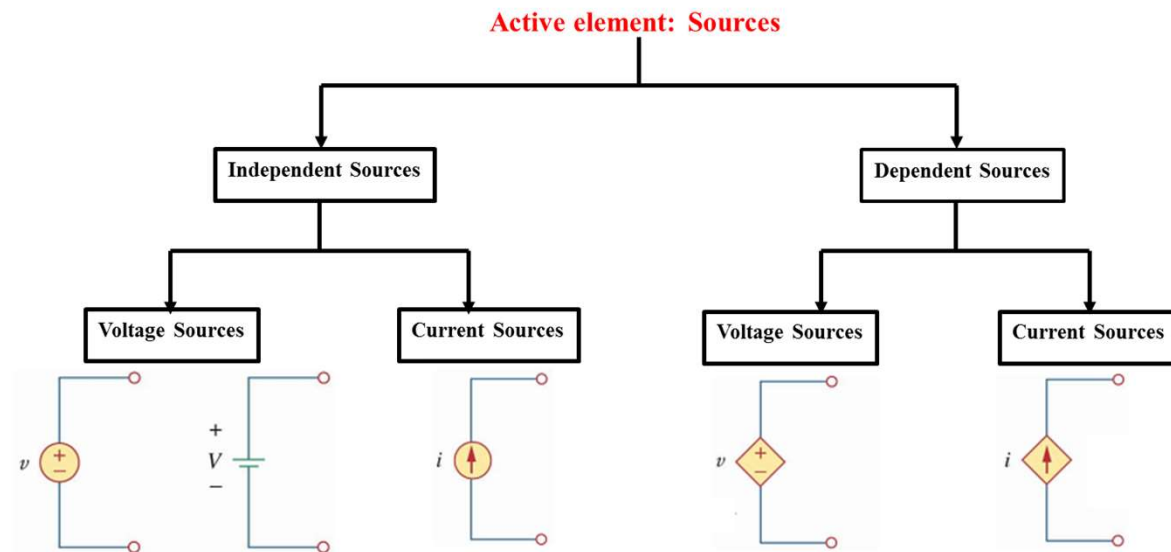 Active element: Sources
Independent Sources
Dependent Sources
Voltage Sources
Current Sources
Voltage Sources
Current Sources
v
+
−
+
V
−
i
v
+
−
i